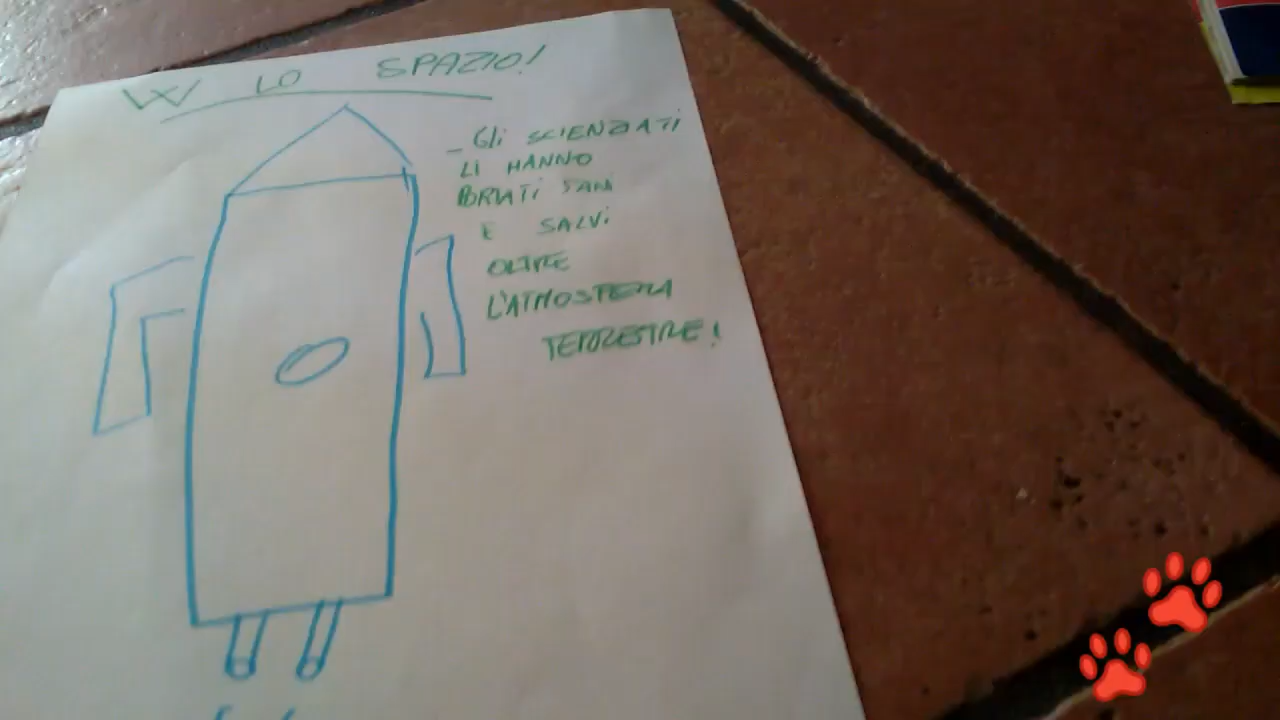 W LO SPAZIO!
- Gli SCIENZIATI
Li HANNO
PORTATi SANi
E SALVi
OLTRE
L'ATMOSFERA
TERRESTRE!